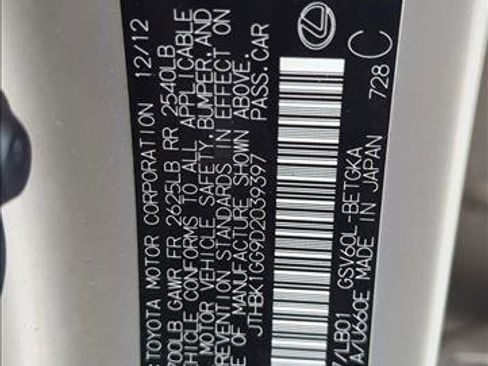 TOYOTA MOTOR CORPORATION 12/12
700LB GAWR FR 2625LB RR 2540LB
VEHICLE CONFORMS TO ALL APPLICABLE
MOTOR VEHICLE SAFETY, BUMPER, AND
PREVENTION STANDARDS IN EFFECT ON
E OF MANUFACTURE SHOWN ABOVE.
JTHBK1GG9D2039397 PASS. CAR
/LB01 GSV60L-BETGKA
A/U660E MADE IN JAPAN 728 C